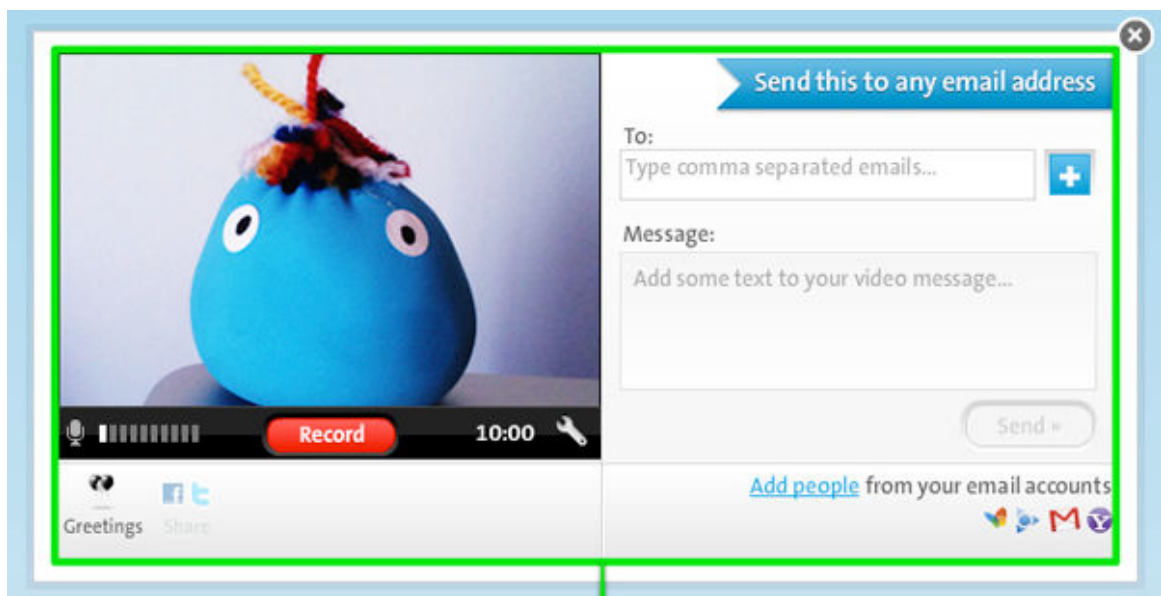 Send this to any email address
To:
Type comma separated emails...
Message:
Add some text to your video message...
Record
10:00
Send »
Greetings
Share
Add people from your email accounts